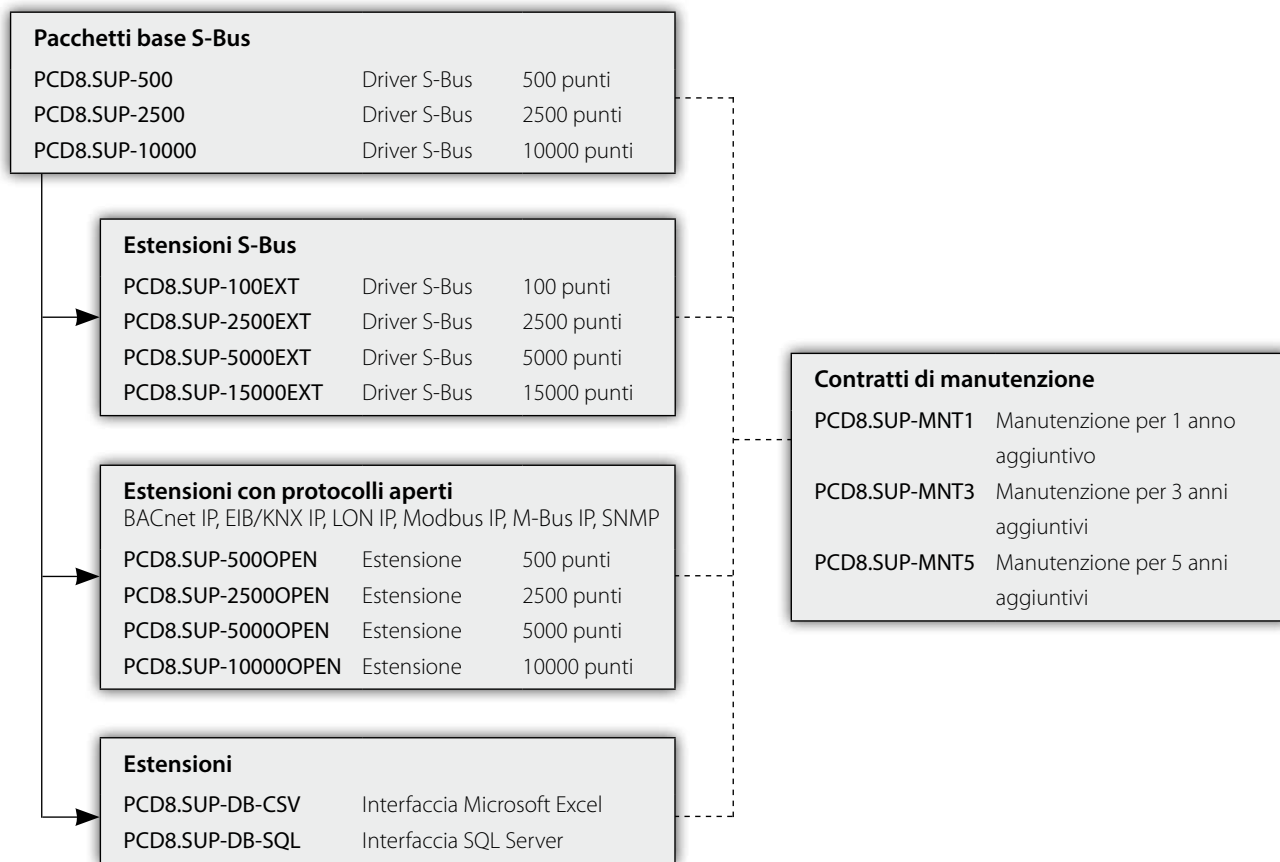 Pacchetti base S-Bus
PCD8.SUP-500 Driver S-Bus 500 punti
PCD8.SUP-2500 Driver S-Bus 2500 punti
PCD8.SUP-10000 Driver S-Bus 10000 punti
Estensioni S-Bus
PCD8.SUP-100EXT Driver S-Bus 100 punti
PCD8.SUP-2500EXT Driver S-Bus 2500 punti
PCD8.SUP-5000EXT Driver S-Bus 5000 punti
PCD8.SUP-15000EXT Driver S-Bus 15000 punti
Estensioni con protocolli aperti
BACnet IP, EIB/KNX IP, LON IP, Modbus IP, M-Bus IP, SNMP
PCD8.SUP-500OPEN Estensione 500 punti
PCD8.SUP-2500OPEN Estensione 2500 punti
PCD8.SUP-5000OPEN Estensione 5000 punti
PCD8.SUP-10000OPEN Estensione 10000 punti
Estensioni
PCD8.SUP-DB-CSV Interfaccia Microsoft Excel
PCD8.SUP-DB-SQL Interfaccia SQL Server
Contratti di manutenzione
PCD8.SUP-MNT1 Manutenzione per 1 anno
aggiuntivo
PCD8.SUP-MNT3 Manutenzione per 3 anni
aggiuntivi
PCD8.SUP-MNT5 Manutenzione per 5 anni
aggiuntivi